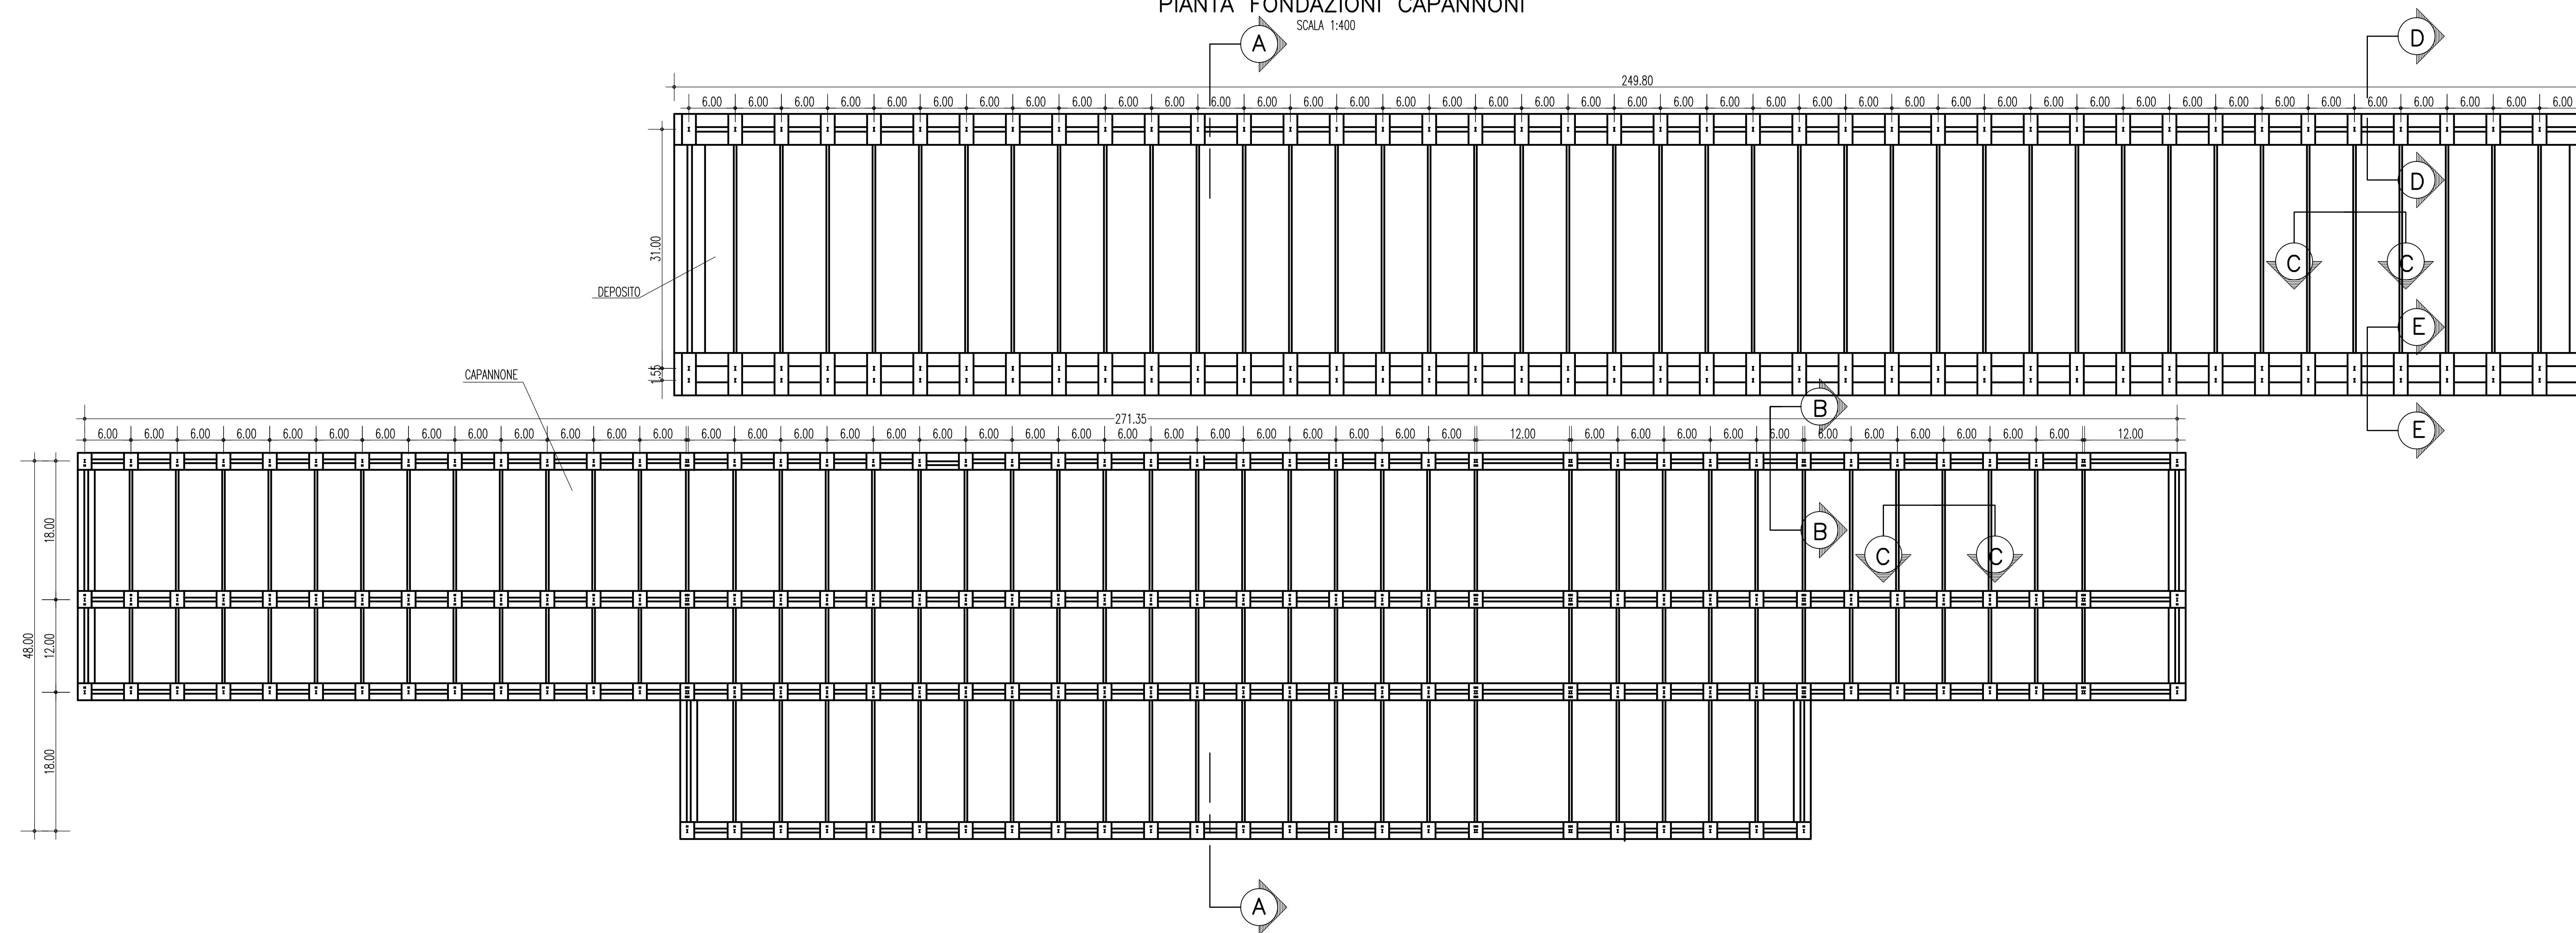 PIANTA FONDAZIONI CAPANNONI
SCALA 1:400
A
D
249.80
6.00 6.00 6.00 6.00 6.00 6.00 6.00 6.00 6.00 6.00 6.00 6.00 6.00 6.00 6.00 6.00 6.00 6.00 6.00 6.00 6.00 6.00 6.00 6.00 6.00 6.00 6.00 6.00 6.00 6.00 6.00 6.00 6.00 6.00 6.00 6.00 6.00 6.00 6.00 6.00 6.00
D
31.00
C C
DEPOSITO
E
1.55
CAPANNONE
B
271.35
E
6.00 6.00 6.00 6.00 6.00 6.00 6.00 6.00 6.00 6.00 6.00 6.00 6.00 6.00 6.00 6.00 6.00 6.00 6.00 6.00 6.00 6.00 6.00 6.00 6.00 6.00 6.00 6.00 6.00 6.00 12.00 6.00 6.00 6.00 6.00 6.00 6.00 6.00 6.00 6.00 6.00 6.00 12.00
18.00
B
C C
48.00
12.00
18.00
A